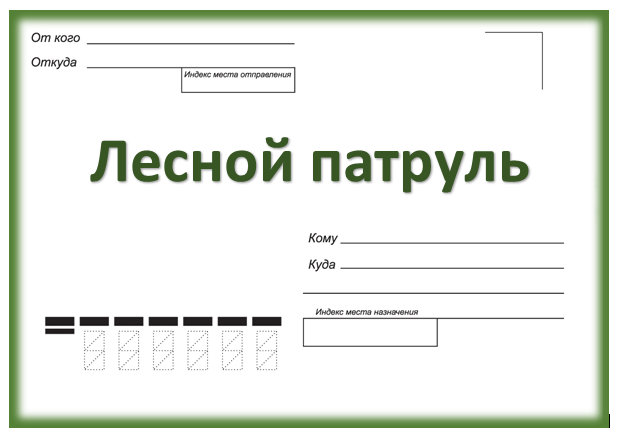 От кого
Откуда
Индекс места отправления
Лесной патруль
Кому
Куда
Индекс места назначения